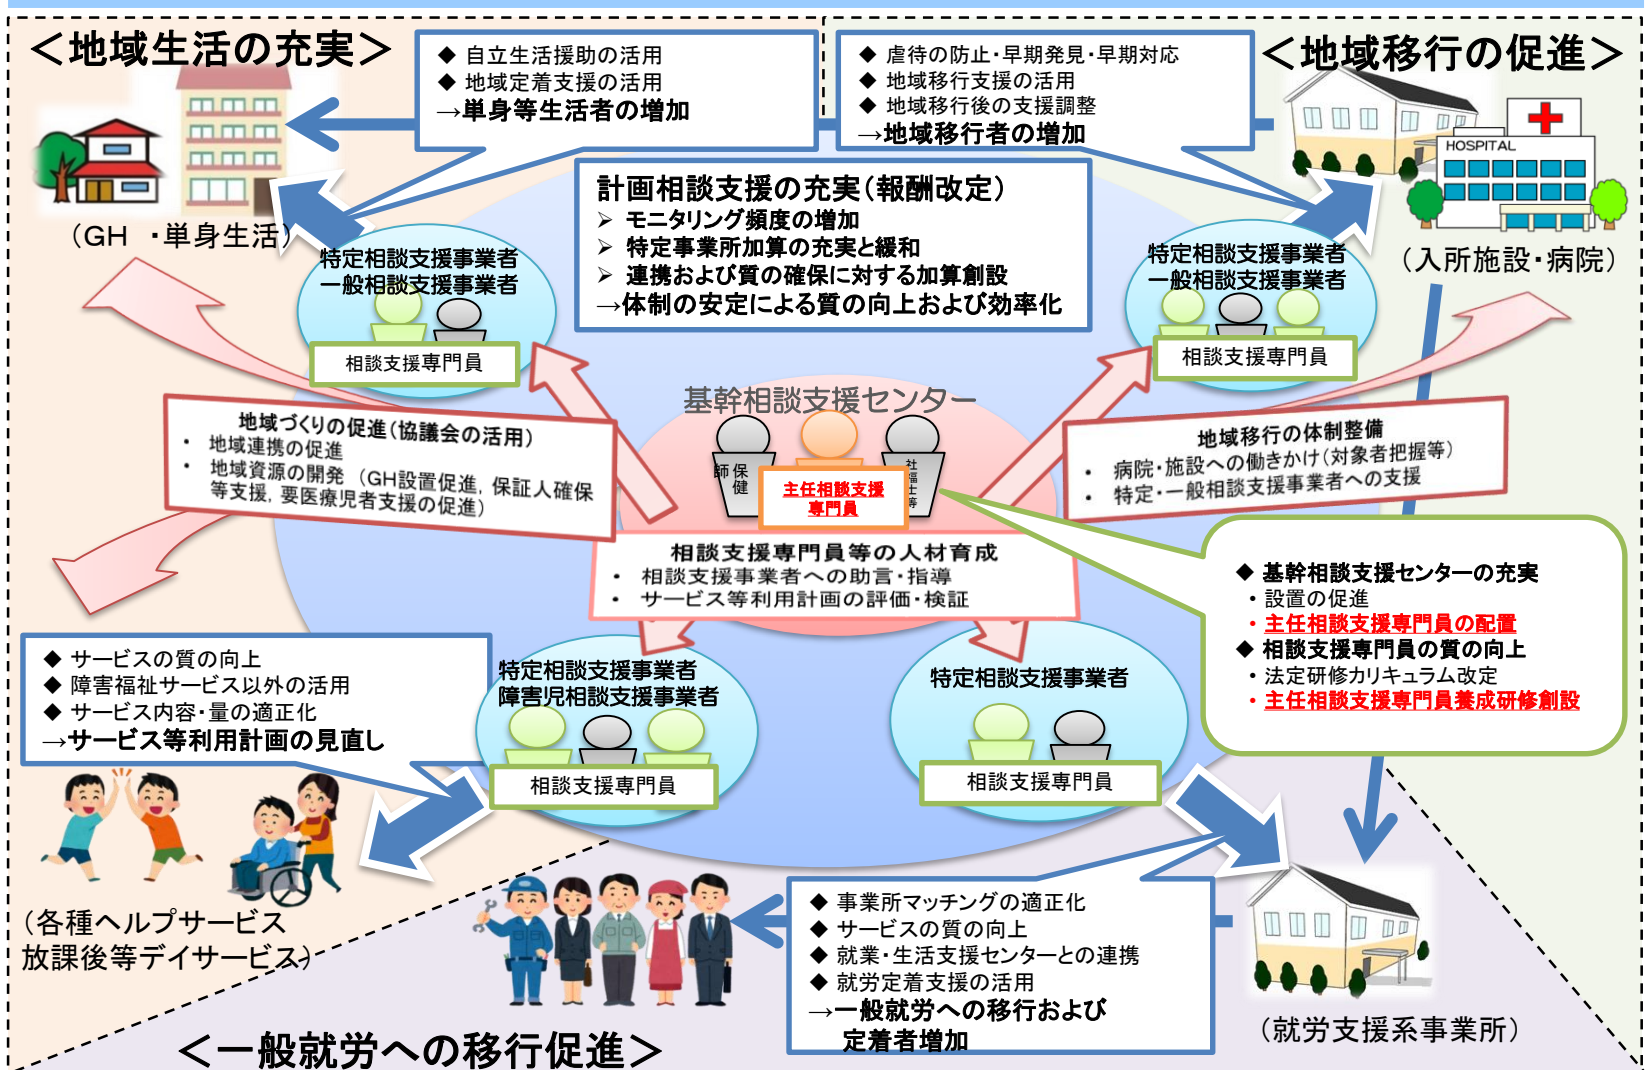 ＜地域生活の充実＞
◆ 自立生活援助の活用
◆ 地域定着支援の活用
→単身等生活者の増加
◆ 虐待の防止・早期発見・早期対応
◆ 地域移行支援の活用
◆ 地域移行後の支援調整
→地域移行者の増加
＜地域移行の促進＞
HOSPITAL
（GH ・単身生活）
（入所施設・病院）
計画相談支援の充実（報酬改定）
➢ モニタリング頻度の増加
➢ 特定事業所加算の充実と緩和
➢ 連携および質の確保に対する加算創設
→体制の安定による質の向上および効率化
特定相談支援事業者
一般相談支援事業者
相談支援専門員
特定相談支援事業者
一般相談支援事業者
相談支援専門員
基幹相談支援センター
保健師
主任相談支援
専門員
社福士等
地域づくりの促進（協議会の活用）
・ 地域連携の促進
・ 地域資源の開発 （GH設置促進，保証人確保
等支援，要医療児者支援の促進）
地域移行の体制整備
・ 病院・施設への働きかけ（対象者把握等）
・ 特定・一般相談支援事業者への支援
相談支援専門員等の人材育成
・ 相談支援事業者への助言・指導
・ サービス等利用計画の評価・検証
◆ 基幹相談支援センターの充実
・設置の促進
・主任相談支援専門員の配置
◆ 相談支援専門員の質の向上
・法定研修カリキュラム改定
・主任相談支援専門員養成研修創設
◆ サービスの質の向上
◆ 障害福祉サービス以外の活用
◆ サービス内容・量の適正化
→サービス等利用計画の見直し
特定相談支援事業者
障害児相談支援事業者
相談支援専門員
特定相談支援事業者
相談支援専門員
（各種ヘルプサービス
放課後等デイサービス）
◆ 事業所マッチングの適正化
◆ サービスの質の向上
◆ 就業・生活支援センターとの連携
◆ 就労定着支援の活用
→一般就労への移行および
定着者増加
（就労支援系事業所）
＜一般就労への移行促進＞